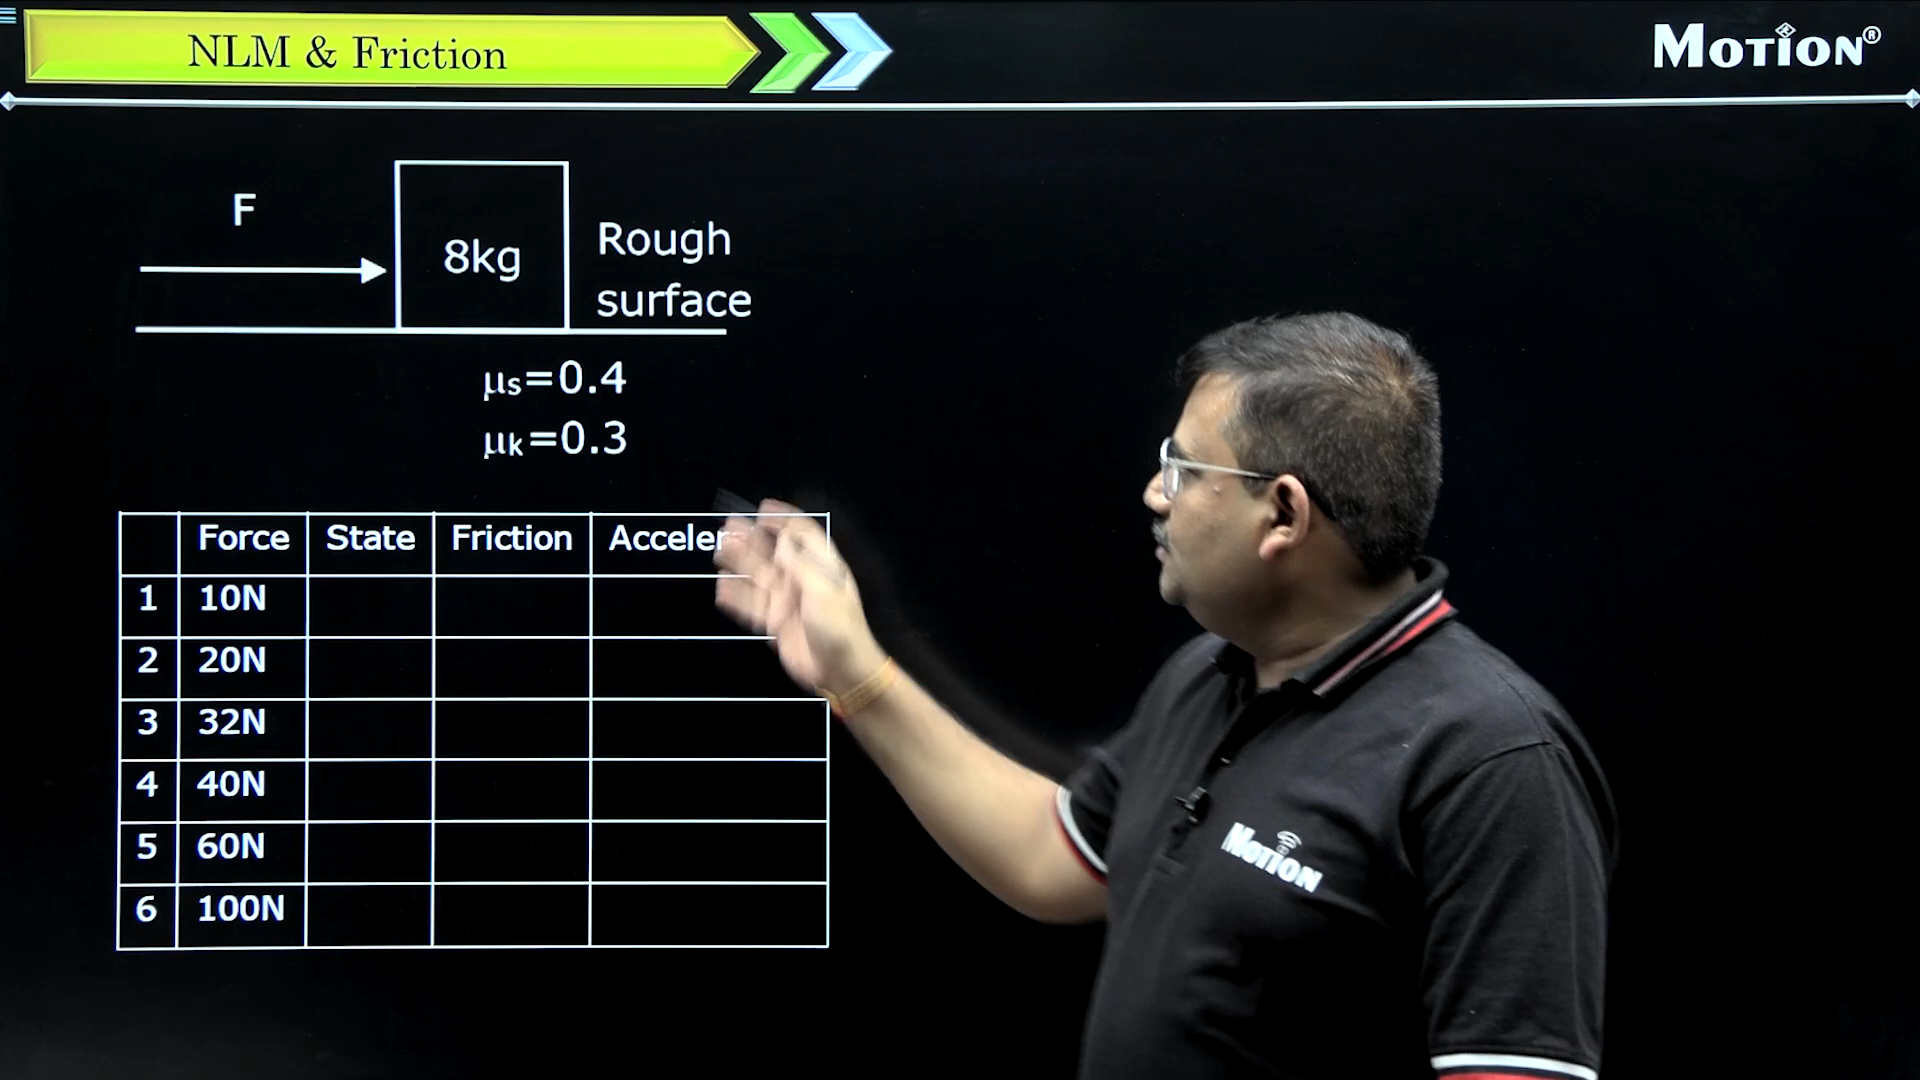 NLM & Friction
MOTION®
F
8kg
Rough
surface
μs=0.4
μk=0.3
Force State Friction
1 10N
2 20N
3 32N
4 40N
5 60N
6 100N
MOTION